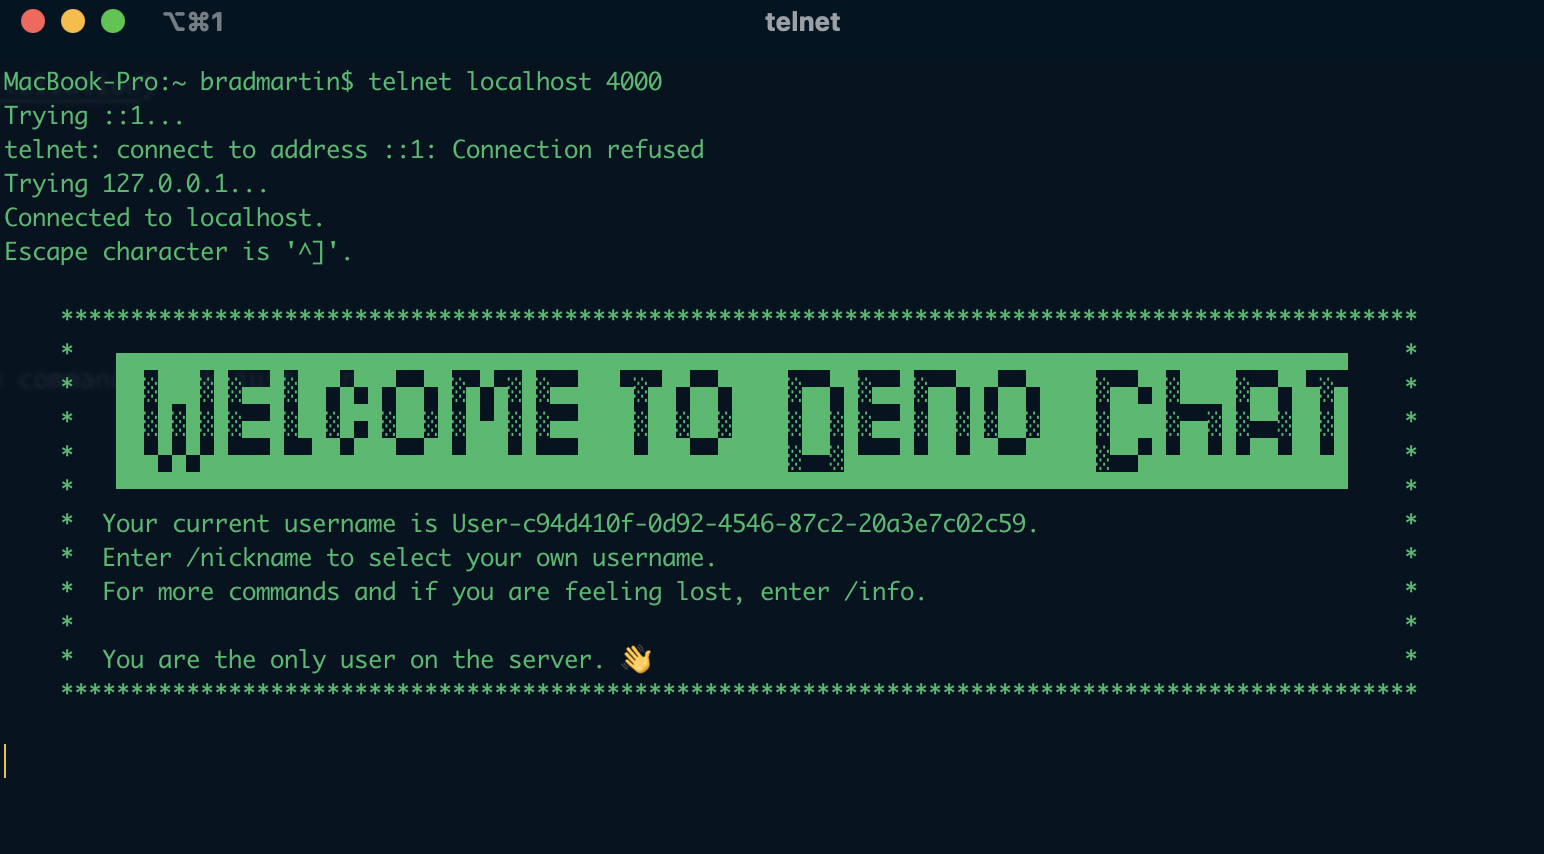 ⌥⌘1 telnet
MacBook-Pro:~ bradmartin$ telnet localhost 4000
Trying ::1...
telnet: connect to address ::1: Connection refused
Trying 127.0.0.1...
Connected to localhost.
Escape character is '^]'.
*************************************************************************************************
* WELCOME TO DENO CHAT *
* Your current username is User-c94d410f-0d92-4546-87c2-20a3e7c02c59. *
* Enter /nickname to select your own username. *
* For more commands and if you are feeling lost, enter /info. *
* *
* You are the only user on the server. 👋 *
*************************************************************************************************